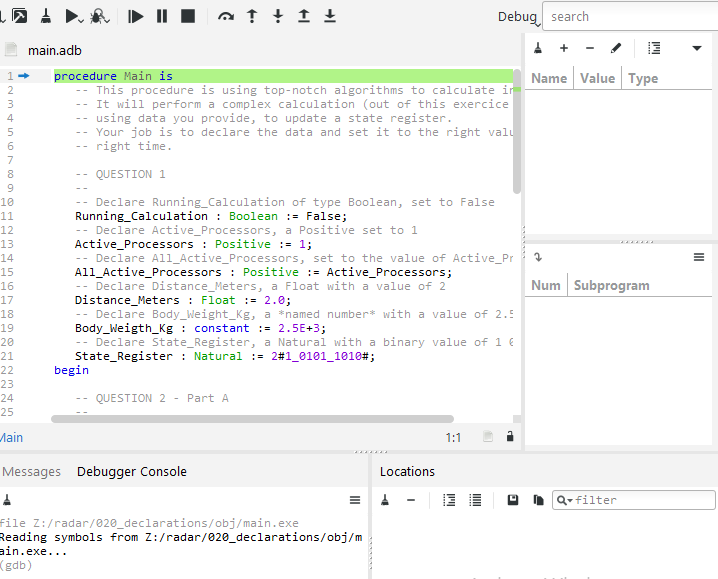 Debug
search
main.adb
1 procedure Main is
2 -- This procedure is using top-notch algorithms to calculate in
3 -- It will perform a complex calculation (out of this exercice
4 -- using data you provide, to update a state register.
5 -- Your job is to declare the data and set it to the right valu
6 -- right time.
7
8 -- QUESTION 1
9 --
10 -- Declare Running_Calculation of type Boolean, set to False
11 Running_Calculation : Boolean := False;
12 -- Declare Active_Processors, a Positive set to 1
13 Active_Processors : Positive := 1;
14 -- Declare All_Active_Processors, set to the value of Active_Pr
15 All_Active_Processors : Positive := Active_Processors;
16 -- Declare Distance_Meters, a Float with a value of 2
17 Distance_Meters : Float := 2.0;
18 -- Declare Body_Weight_Kg, a *named number* with a value of 2.5
19 Body_Weigth_Kg : constant := 2.5E+3;
20 -- Declare State_Register, a Natural with a binary value of 1 0
21 State_Register : Natural := 2#1_0101_1010#;
22 begin
23
24 -- QUESTION 2 - Part A
25 --
Main
1:1
Name Value Type
Num Subprogram
Messages Debugger Console
file Z:/radar/020_declarations/obj/main.exe
Reading symbols from Z:/radar/020_declarations/obj/m
ain.exe...
(gdb)
Locations
filter